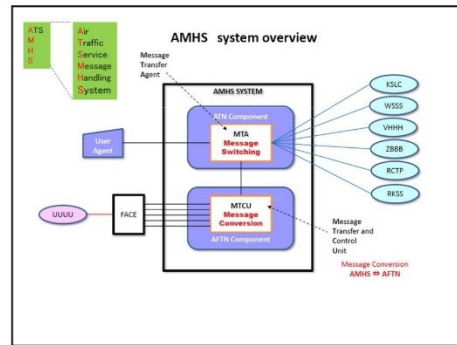 AMHS system overview
ATS
M
H
S
Air
Traffic
Service
Message
Handling
System
Message
Transfer
Agent
AMHS SYSTEM
ATN Component
MTA
Message
Switching
User
Agent
KSLC
WSSS
VHHH
ZBBB
RCTP
RKSS
UUUU
FACE
MTCU
Message
Conversion
AFTN Component
Message
Transfer and
Control
Unit
Message Conversion
AMHS ⇔ AFTN